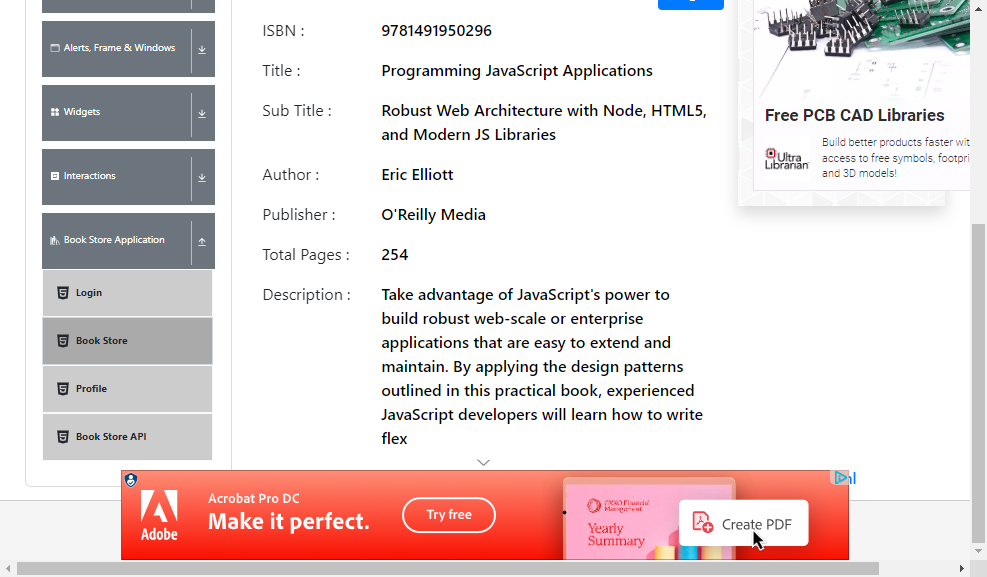 Alerts, Frame & Windows
Widgets
Interactions
Book Store Application
Login
Book Store
Profile
Book Store API
ISBN :
9781491950296
Title :
Programming JavaScript Applications
Sub Title :
Robust Web Architecture with Node, HTML5,
and Modern JS Libraries
Author :
Eric Elliott
Publisher :
O'Reilly Media
Total Pages :
254
Description :
Take advantage of JavaScript's power to
build robust web-scale or enterprise
applications that are easy to extend and
maintain. By applying the design patterns
outlined in this practical book, experienced
JavaScript developers will learn how to write
flex
Free PCB CAD Libraries
Ultra
Librarian
Build better products faster wit
access to free symbols, footpri
and 3D models!
Adobe
Acrobat Pro DC
Make it perfect.
Try free
Financial
Management
Yearly
Summary
Create PDF